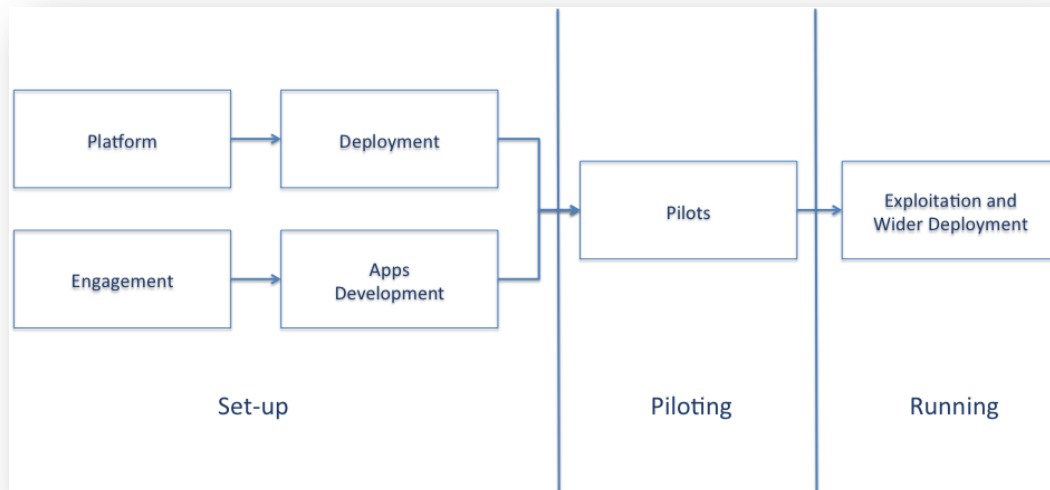 Platform
Deployment
Engagement
Apps
Development
Pilots
Exploitation and
Wider Deployment
Set-up
Piloting
Running